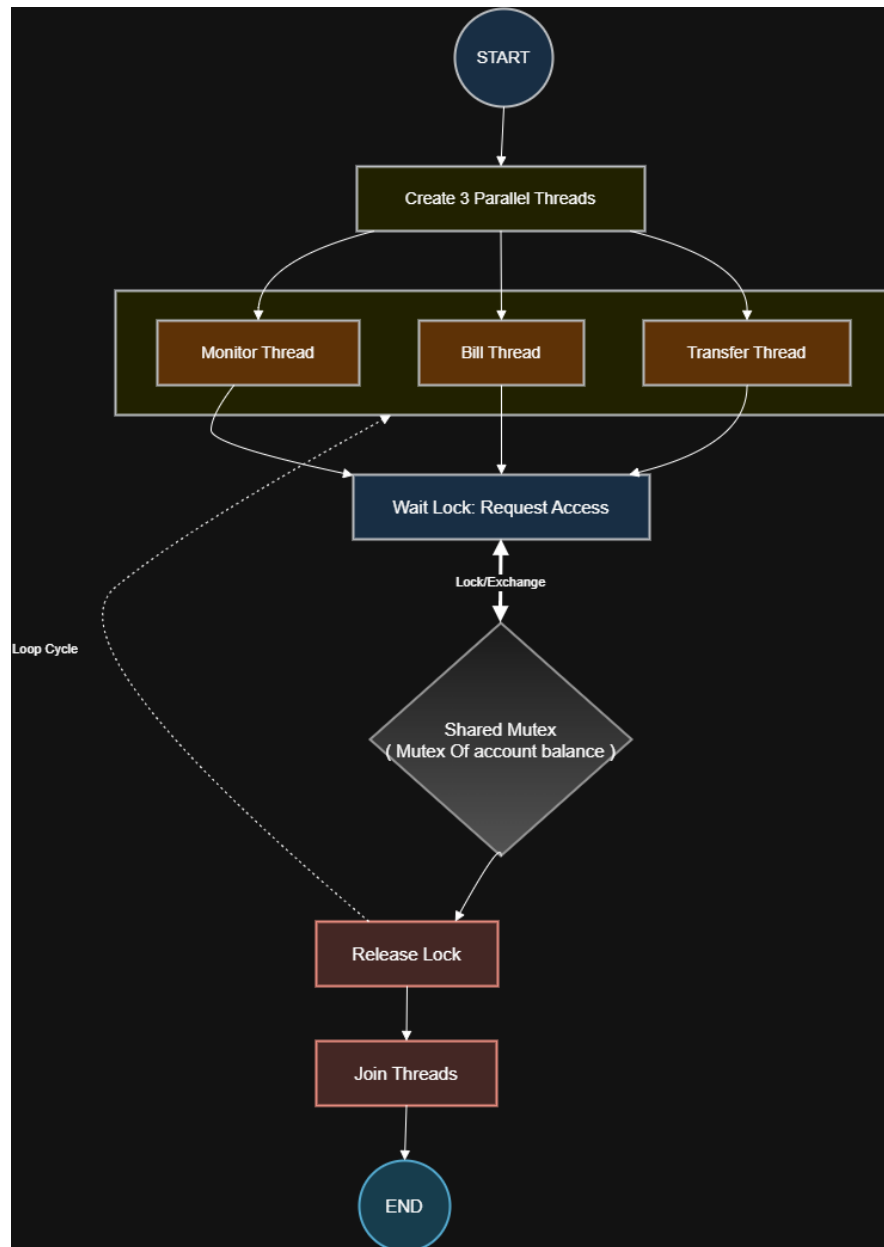 START
Create 3 Parallel Threads
Monitor Thread
Bill Thread
Transfer Thread
Wait Lock: Request Access
Lock/Exchange
Loop Cycle
Shared Mutex
( Mutex Of account balance )
Release Lock
Join Threads
END